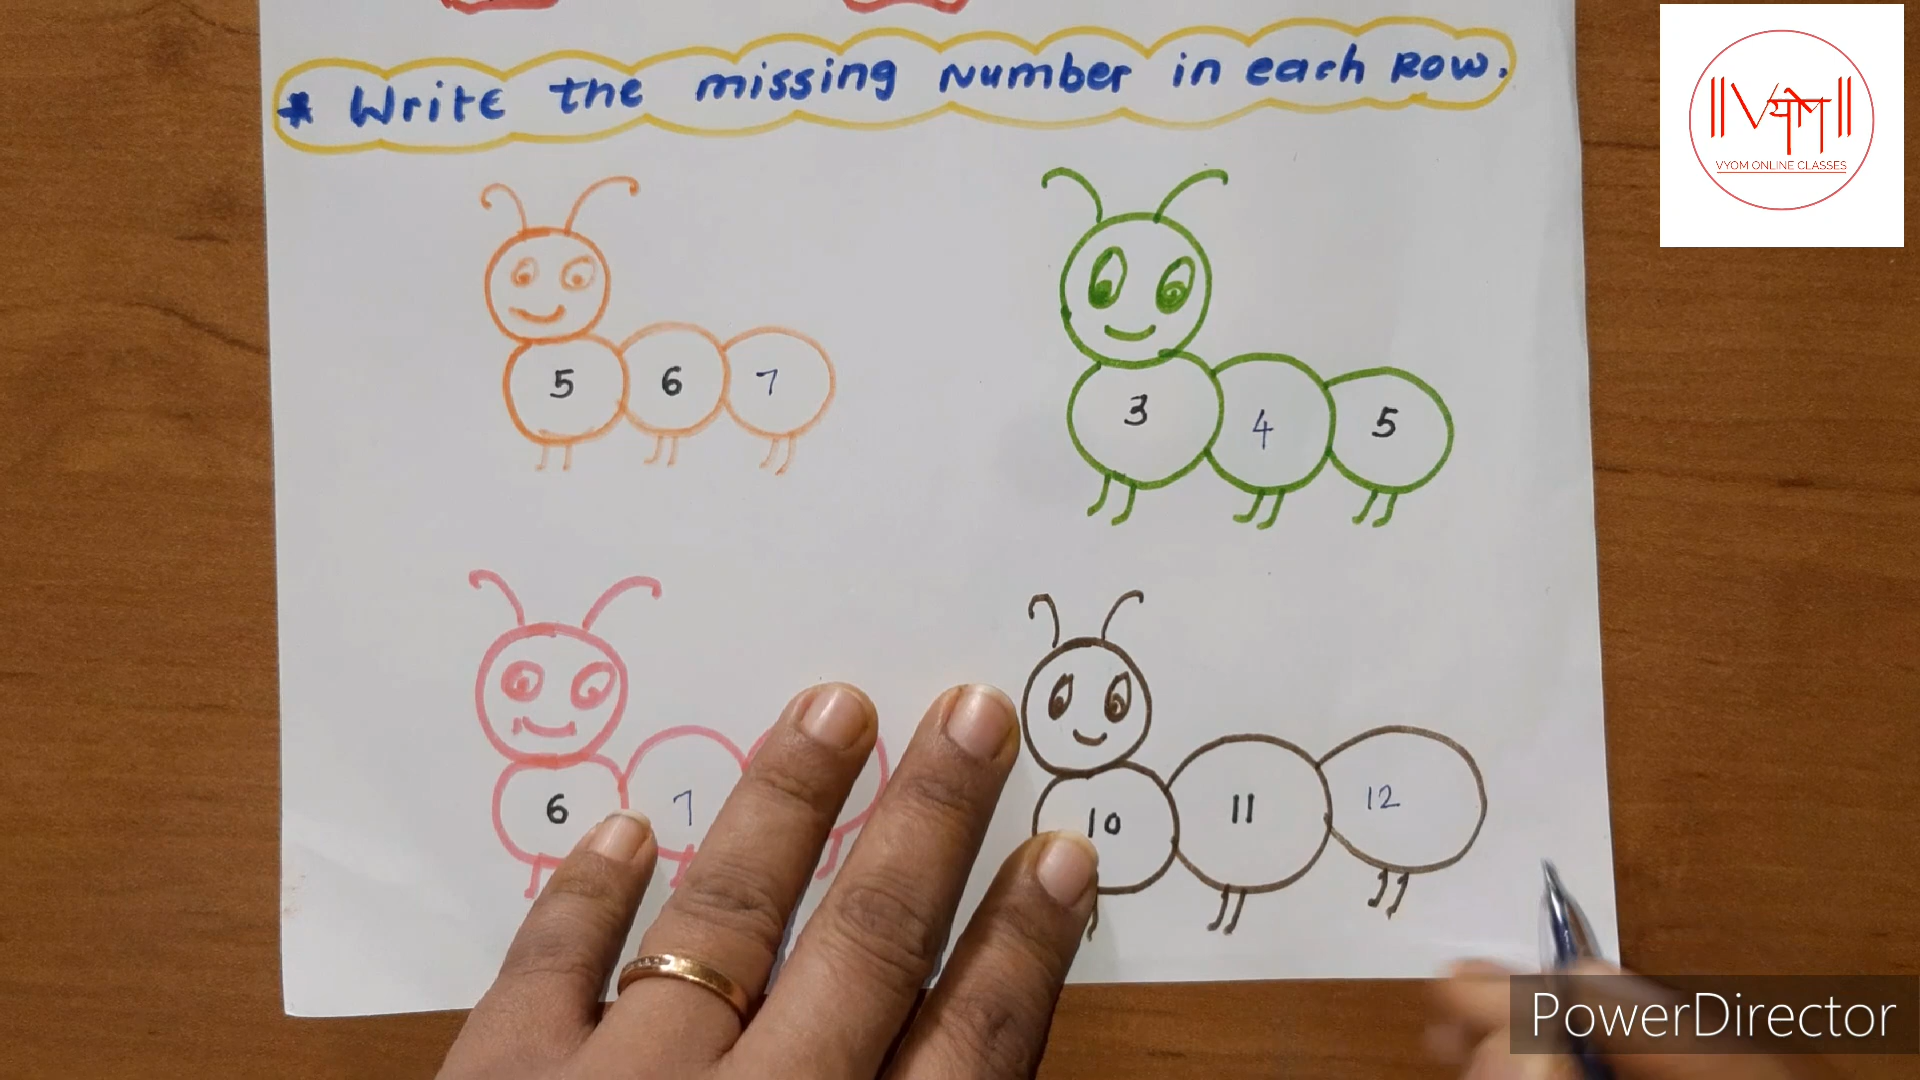 * Write the missing Number in each Row.
||Vयोम||
VYOM ONLINE CLASSES
5 6 7
3 4 5
6 7
10 11 12
PowerDirector